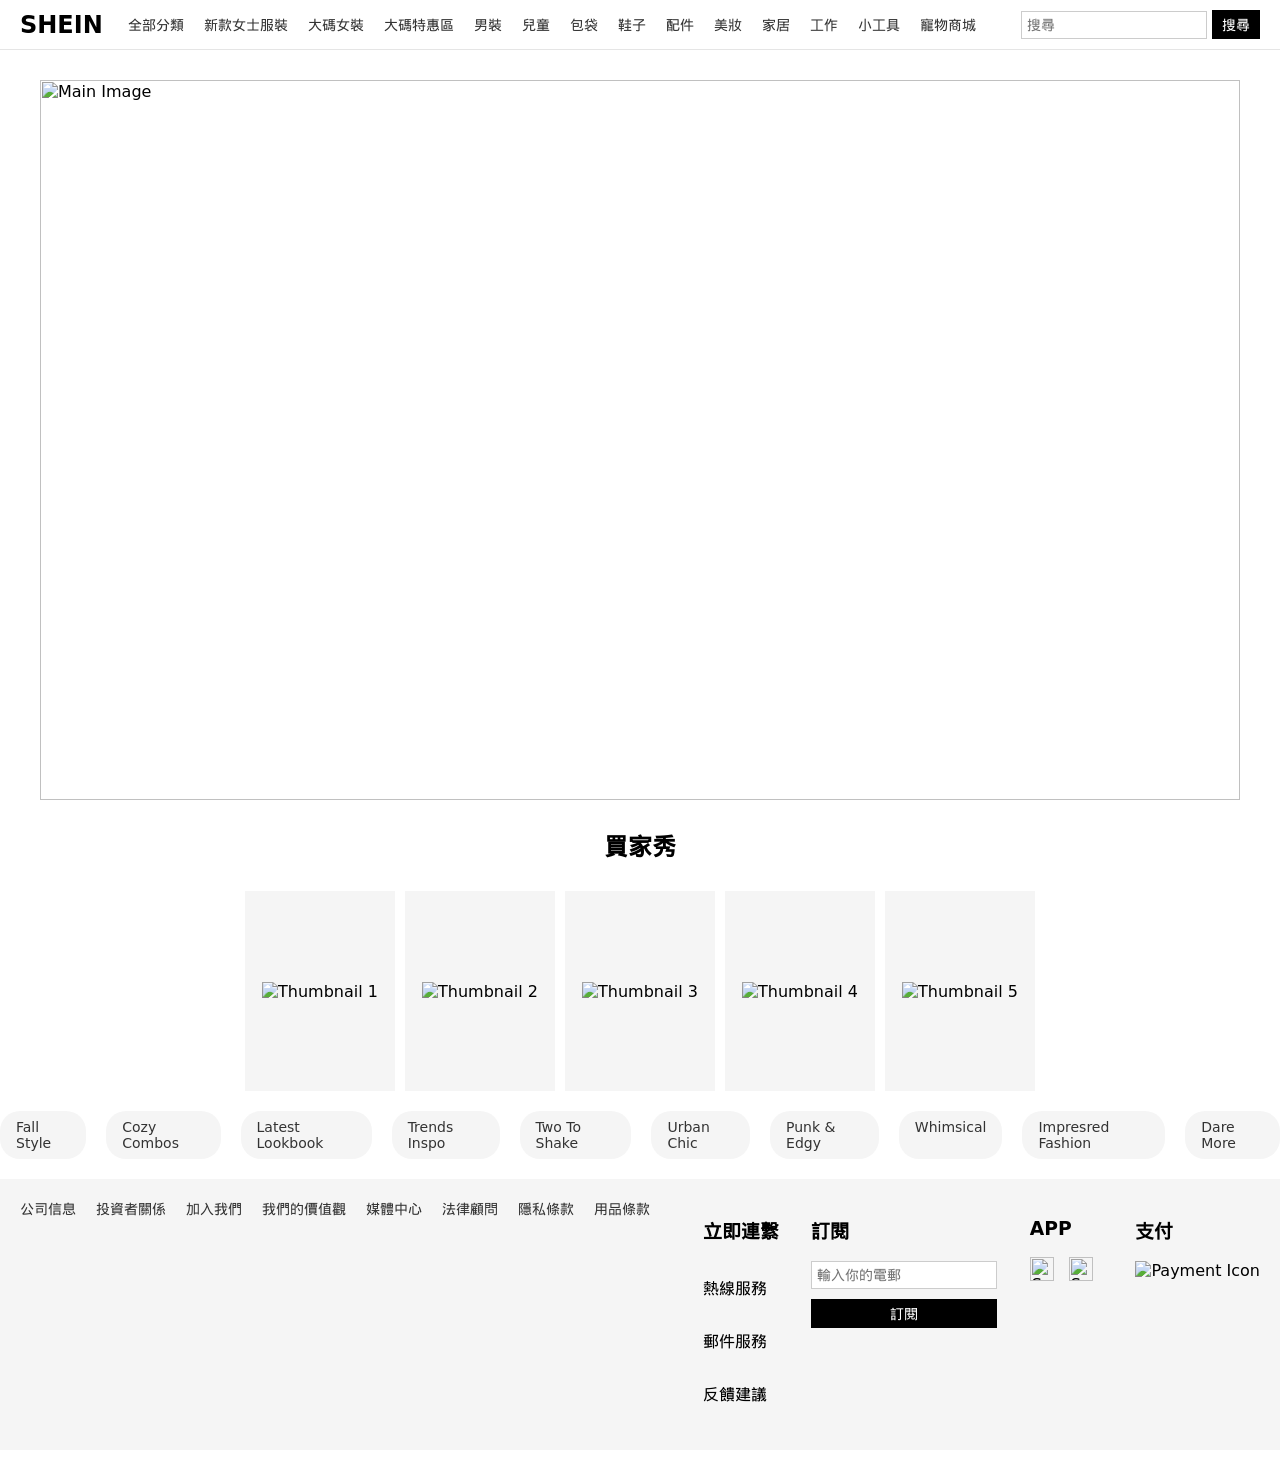 SHEIN 全部分類 新款女士服裝 大碼女裝 大碼特惠區 男裝 兒童 包袋 鞋子 配件 美妝 家居 工作 小工具 寵物商城 搜尋 搜尋
Main Image
買家秀
Thumbnail 1 Thumbnail 2 Thumbnail 3 Thumbnail 4 Thumbnail 5
Fall Style
Cozy Combos
Latest Lookbook
Trends Inspo
Two To Shake
Urban Chic
Punk & Edgy
Whimsical
Impresred Fashion
Dare More
公司信息 投資者關係 加入我們 我們的價值觀 媒體中心 法律顧問 隱私條款 用品條款
立即連繫
熱線服務
郵件服務
反饋建議
訂閱
輸入你的電郵
訂閱
APP
支付
Payment Icon